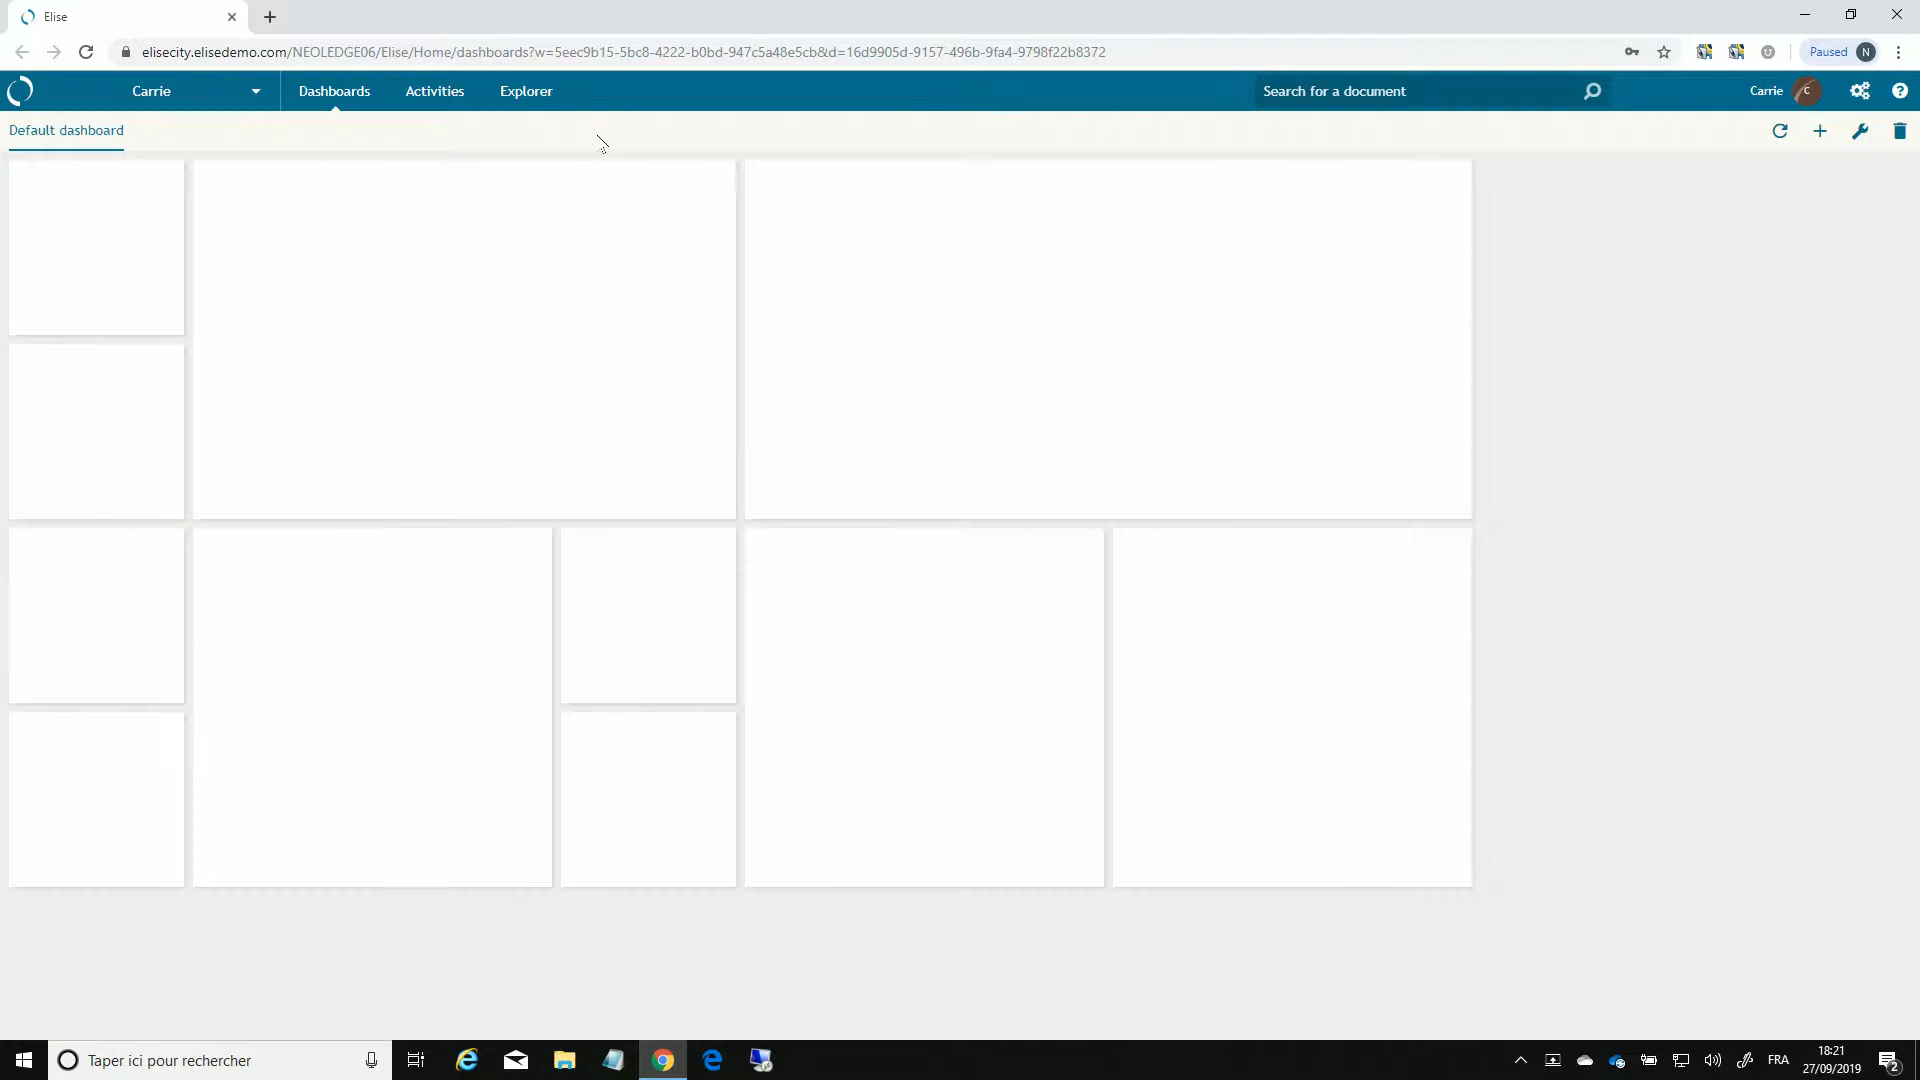 Elise
elisecity.elisedemo.com/NEOLEDGE06/Elise/Home/dashboards?w=5eec9b15-5bc8-4222-b0bd-947c5a48e5cb&d=16d9905d-9157-496b-9fa4-9798f22b8372
Paused N
Carrie Dashboards Activities Explorer Search for a document Carrie C ?
Default dashboard
Taper ici pour rechercher
FRA
18:21
27/09/2019
2